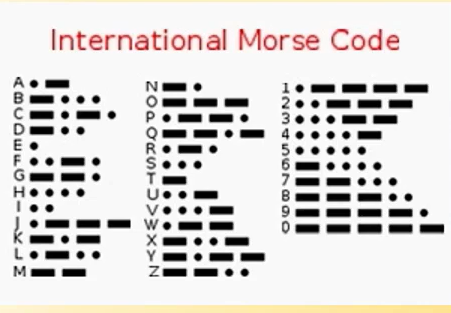 International Morse Code
A • —
B — • • •
C — • — •
D — • •
E •
F • • — •
G — — •
H • • • •
I • •
J • — — —
K — • —
L • — • •
M — —
N — •
O — — —
P • — — •
Q — — • —
R • — •
S • • •
T —
U • • —
V • • • —
W • — —
X — • • —
Y — • — —
Z — — • •
1 • — — — —
2 • • — — —
3 • • • — —
4 • • • • —
5 • • • • •
6 — • • • •
7 — — • • •
8 — — — • •
9 — — — — •
0 — — — — —